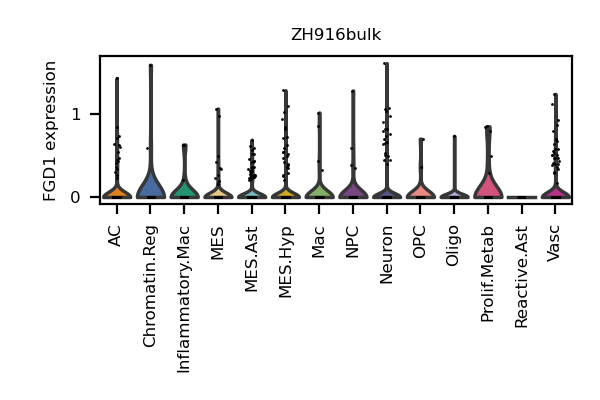 ZH916bulk
FGD1 expression
1
0
AC
Chromatin.Reg
Inflammatory.Mac
MES
MES.Ast
MES.Hyp
Mac
NPC
Neuron
OPC
Oligo
Prolif.Metab
Reactive.Ast
Vasc